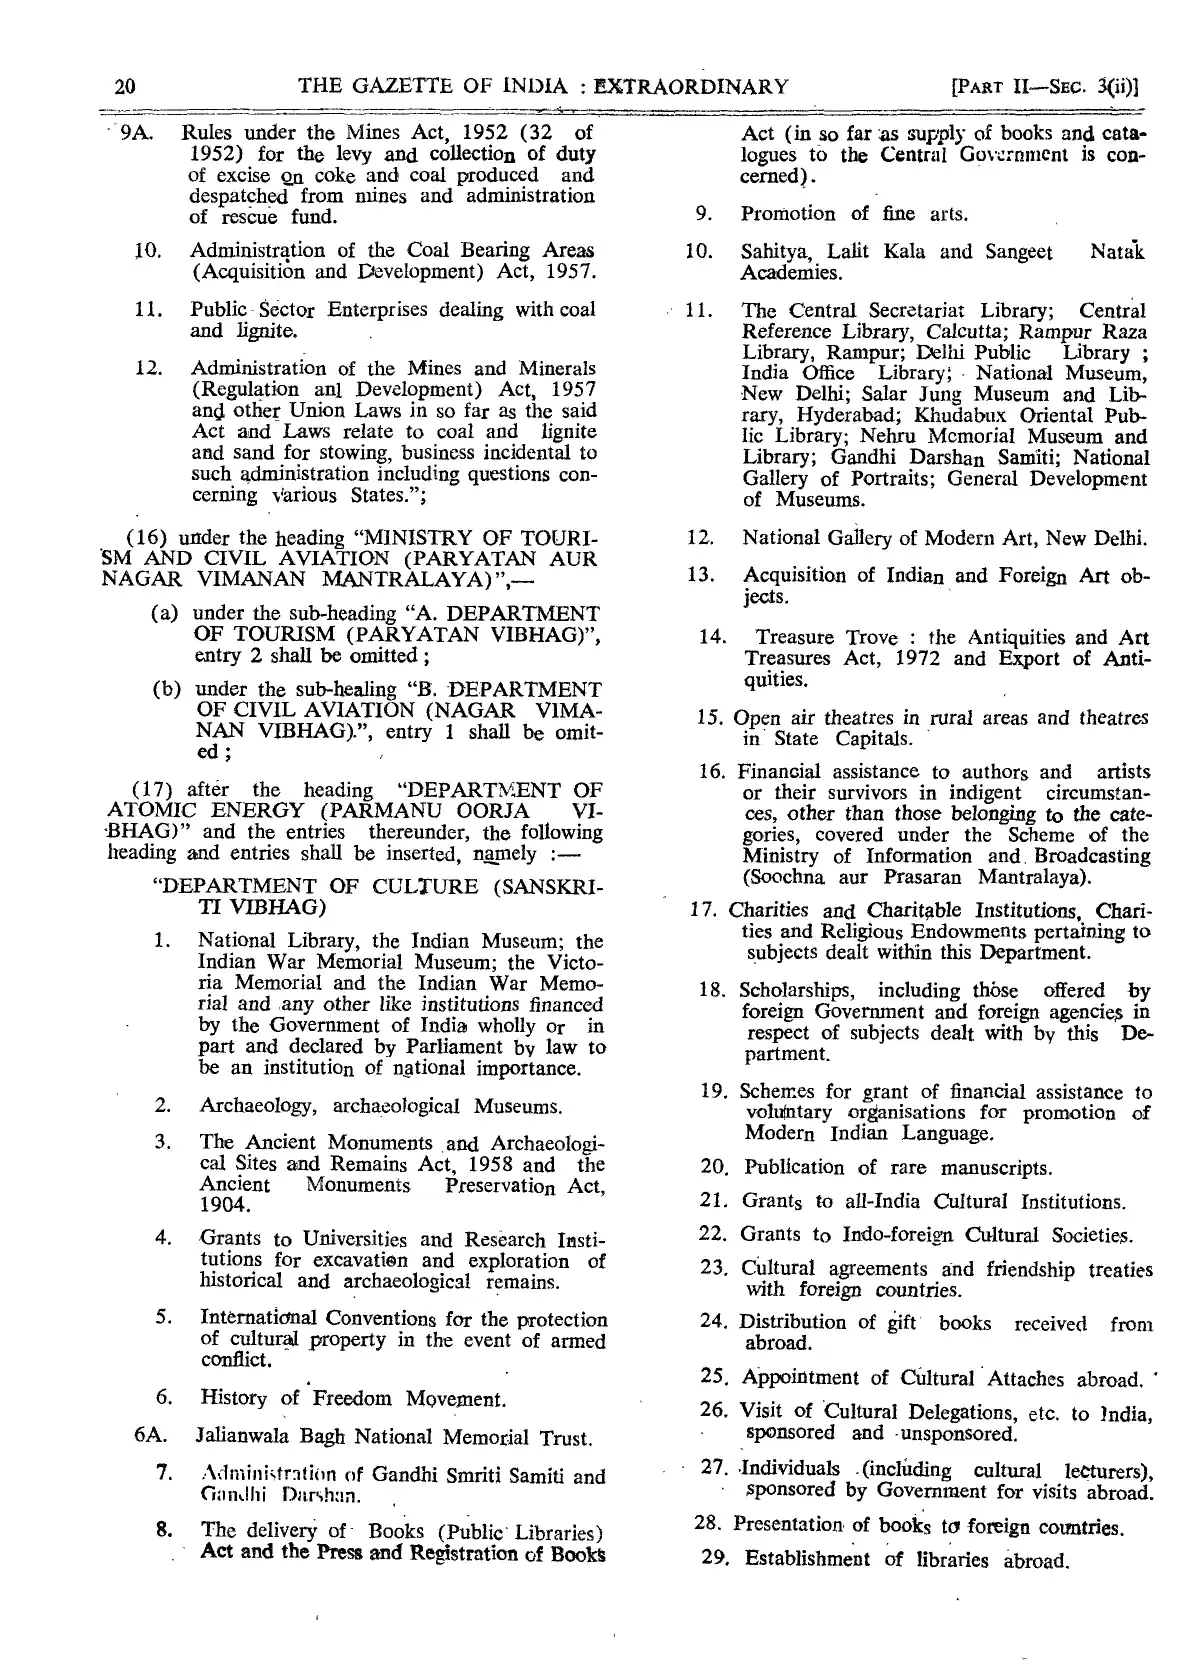 20 THE GAZETTE OF INDIA : EXTRAORDINARY [PART II—SEC. 3(ii)]
9A. Rules under the Mines Act, 1952 (32 of
1952) for the levy and collection of duty
of excise on coke and coal produced and
despatched from mines and administration
of rescue fund.
10. Administration of the Coal Bearing Areas
(Acquisition and Development) Act, 1957.
11. Public Sector Enterprises dealing with coal
and lignite.
12. Administration of the Mines and Minerals
(Regulation anl Development) Act, 1957
and other Union Laws in so far as the said
Act and Laws relate to coal and lignite
and sand for stowing, business incidental to
such administration including questions con-
cerning various States.";
(16) under the heading "MINISTRY OF TOURI-
SM AND CIVIL AVIATION (PARYATAN AUR
NAGAR VIMANAN MANTRALAYA)",—
(a) under the sub-heading "A. DEPARTMENT
OF TOURISM (PARYATAN VIBHAG)",
entry 2 shall be omitted ;
(b) under the sub-healing "B. DEPARTMENT
OF CIVIL AVIATION (NAGAR VIMA-
NAN VIBHAG).", entry 1 shall be omit-
ed ;
(17) after the heading "DEPARTMENT OF
ATOMIC ENERGY (PARMANU OORJA VI-
BHAG)" and the entries thereunder, the following
heading and entries shall be inserted, namely :—
"DEPARTMENT OF CULTURE (SANSKRI-
TI VIBHAG)
1. National Library, the Indian Museum; the
Indian War Memorial Museum; the Victo-
ria Memorial and the Indian War Memo-
rial and any other like institutions financed
by the Government of India wholly or in
part and declared by Parliament by law to
be an institution of national importance.
2. Archaeology, archaeological Museums.
3. The Ancient Monuments and Archaeologi-
cal Sites and Remains Act, 1958 and the
Ancient Monuments Preservation Act,
1904.
4. Grants to Universities and Research Insti-
tutions for excavation and exploration of
historical and archaeological remains.
5. International Conventions for the protection
of cultural property in the event of armed
conflict.
6. History of Freedom Movement.
6A. Jalianwala Bagh National Memorial Trust.
7. Administration of Gandhi Smriti Samiti and
Gandhi Darshan.
8. The delivery of Books (Public Libraries)
Act and the Press and Registration of Books
Act (in so far as supply of books and cata-
logues to the Central Government is con-
cerned).
9. Promotion of fine arts.
10. Sahitya, Lalit Kala and Sangeet Natak
Academies.
11. The Central Secretariat Library; Central
Reference Library, Calcutta; Rampur Raza
Library, Rampur; Delhi Public Library ;
India Office Library; National Museum,
New Delhi; Salar Jung Museum and Lib-
rary, Hyderabad; Khudabux Oriental Pub-
lic Library; Nehru Memorial Museum and
Library; Gandhi Darshan Samiti; National
Gallery of Portraits; General Development
of Museums.
12. National Gallery of Modern Art, New Delhi.
13. Acquisition of Indian and Foreign Art ob-
jects.
14. Treasure Trove : the Antiquities and Art
Treasures Act, 1972 and Export of Anti-
quities.
15. Open air theatres in rural areas and theatres
in State Capitals.
16. Financial assistance to authors and artists
or their survivors in indigent circumstan-
ces, other than those belonging to the cate-
gories, covered under the Scheme of the
Ministry of Information and Broadcasting
(Soochna aur Prasaran Mantralaya).
17. Charities and Charitable Institutions, Chari-
ties and Religious Endowments pertaining to
subjects dealt within this Department.
18. Scholarships, including those offered by
foreign Government and foreign agencies in
respect of subjects dealt with by this De-
partment.
19. Schemes for grant of financial assistance to
voluntary organisations for promotion of
Modern Indian Language.
20. Publication of rare manuscripts.
21. Grants to all-India Cultural Institutions.
22. Grants to Indo-foreign Cultural Societies.
23. Cultural agreements and friendship treaties
with foreign countries.
24. Distribution of gift books received from
abroad.
25. Appointment of Cultural Attaches abroad.
26. Visit of Cultural Delegations, etc. to India,
sponsored and unsponsored.
27. Individuals (including cultural lecturers),
sponsored by Government for visits abroad.
28. Presentation of books to foreign countries.
29. Establishment of libraries abroad.